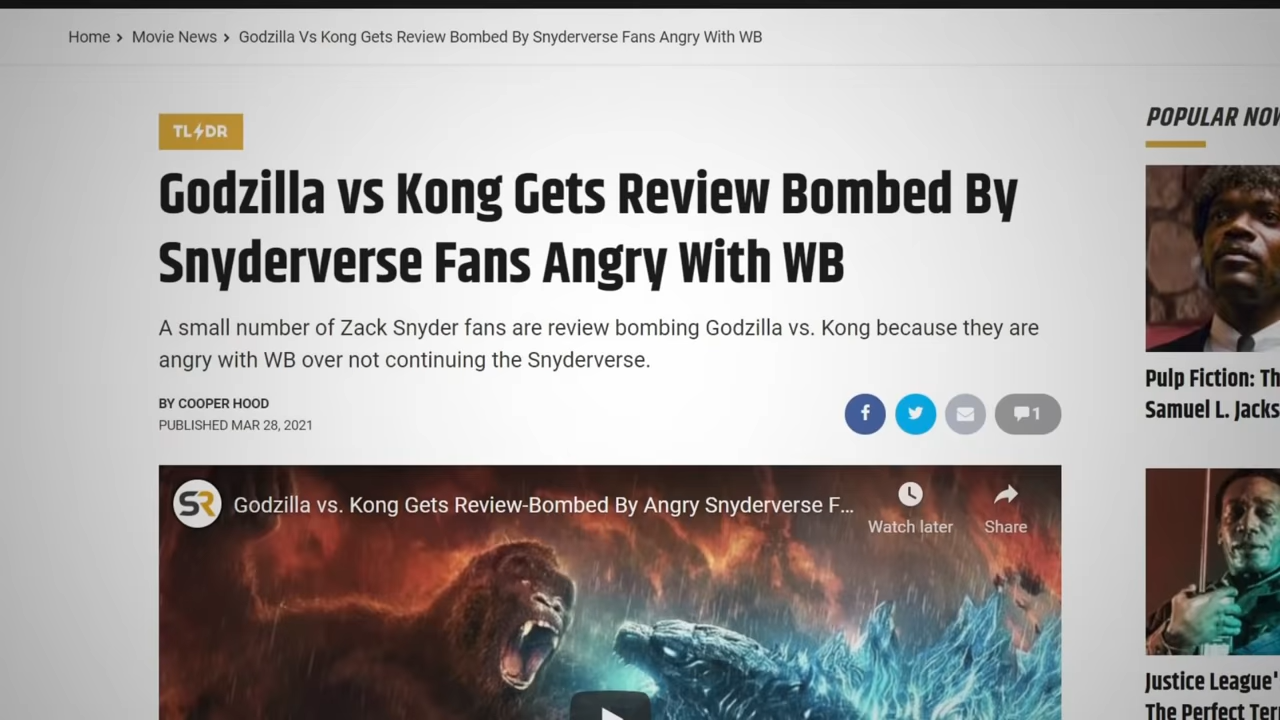 Home > Movie News > Godzilla Vs Kong Gets Review Bombed By Snyderverse Fans Angry With WB
TL DR
Godzilla vs Kong Gets Review Bombed By
Snyderverse Fans Angry With WB
A small number of Zack Snyder fans are review bombing Godzilla vs. Kong because they are
angry with WB over not continuing the Snyderverse.
BY COOPER HOOD
PUBLISHED MAR 28, 2021
f
1
SR
Godzilla vs. Kong Gets Review-Bombed By Angry Snyderverse F...
Watch later
Share
POPULAR NOW
Pulp Fiction: Th
Samuel L. Jacks
Justice League'
The Perfect Ter